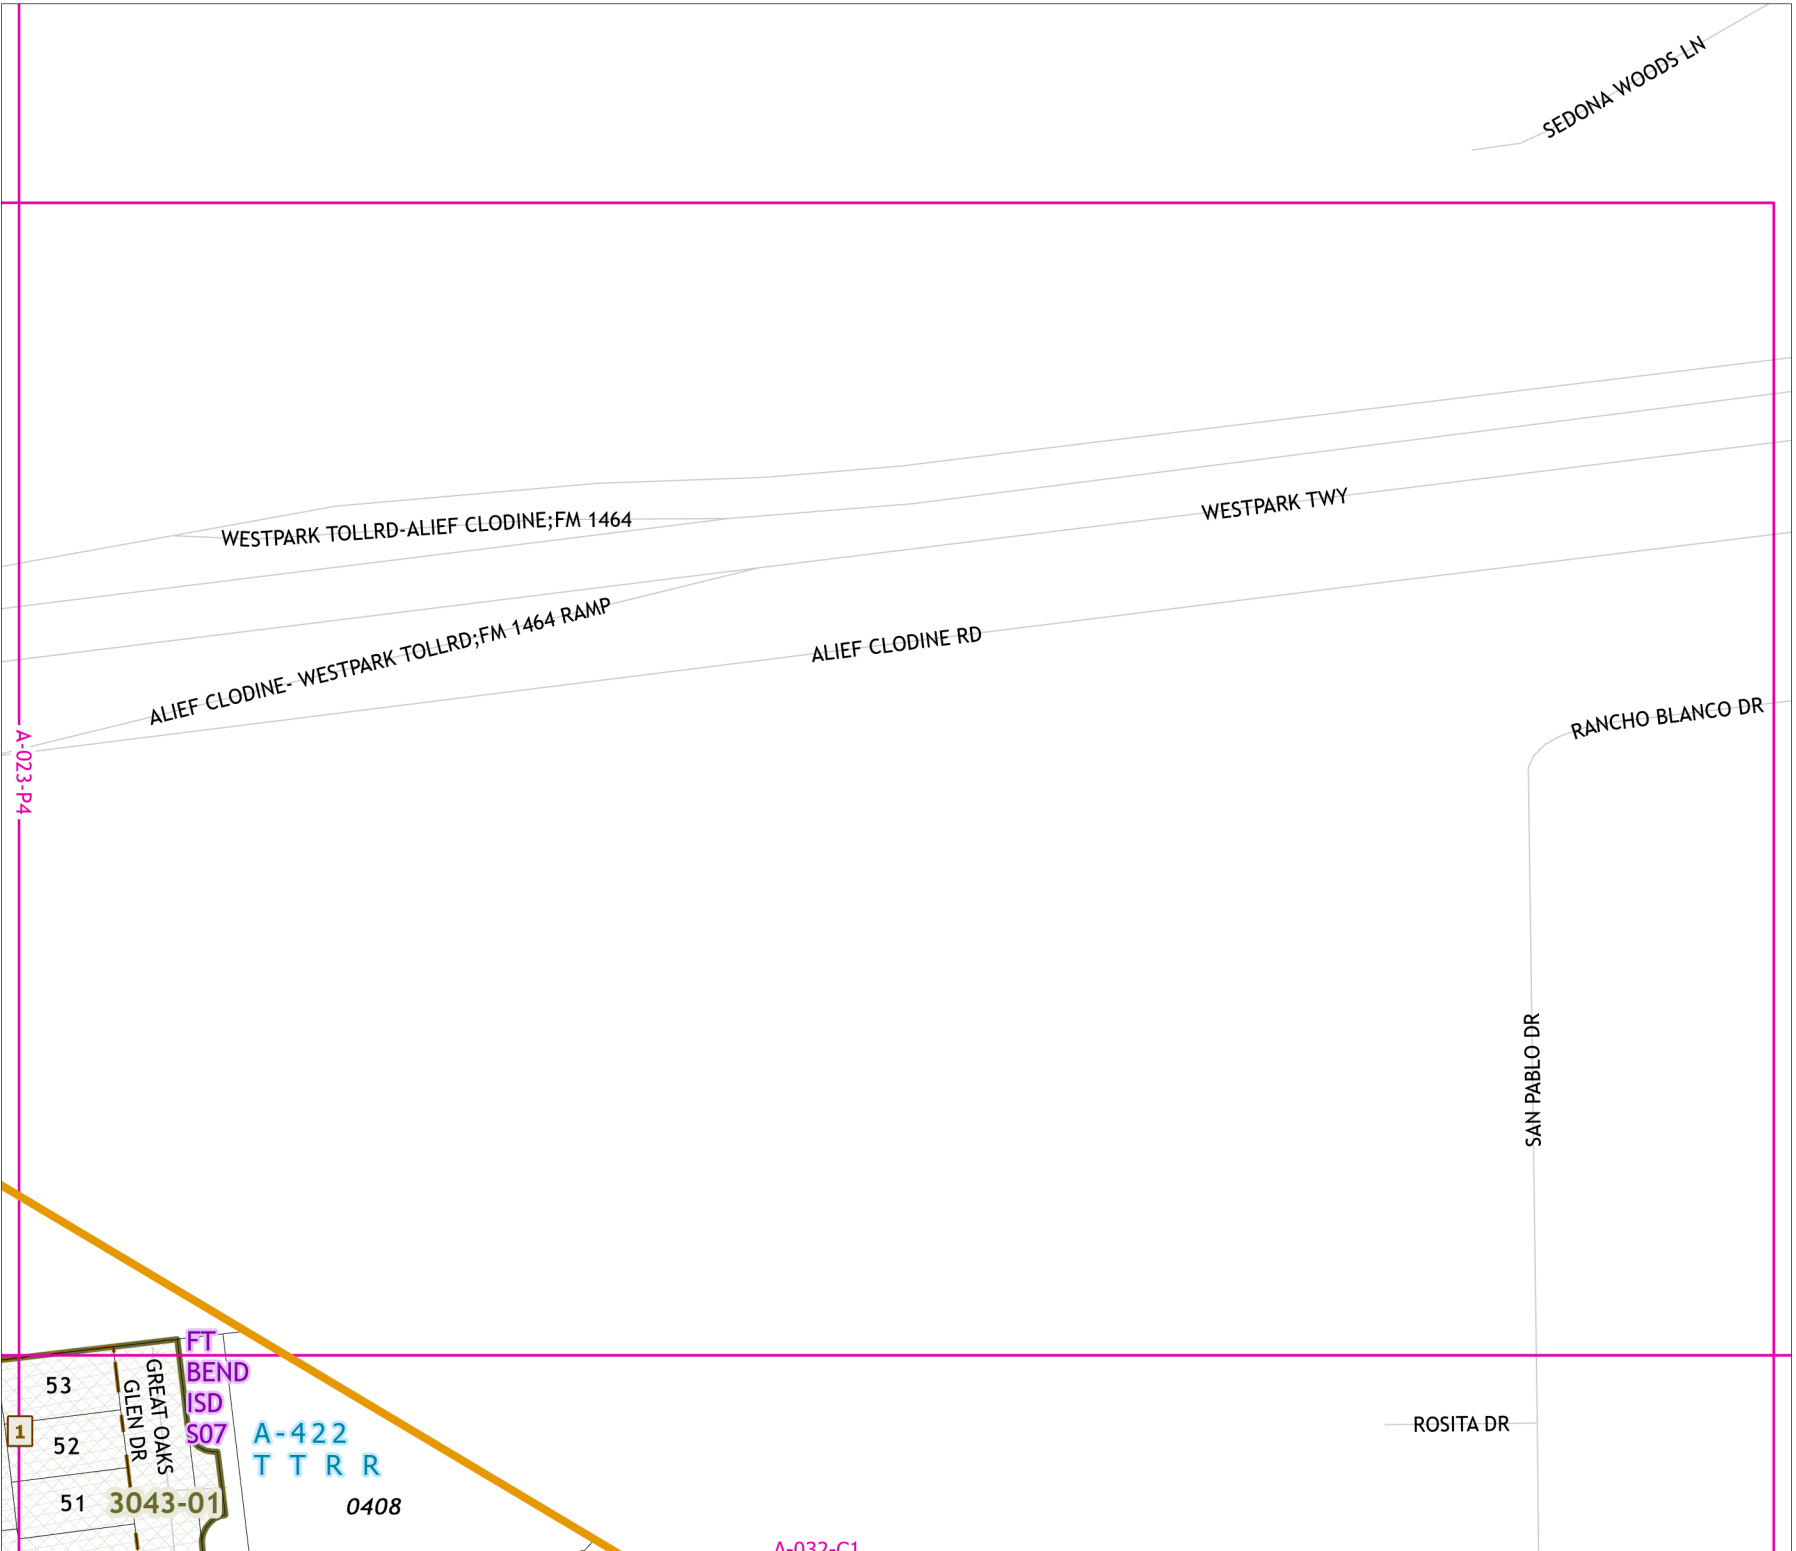 SEDONA WOODS LN
WESTPARK TWY
WESTPARK TOLLRD-ALIEF CLODINE;FM 1464
ALIEF CLODINE- WESTPARK TOLLRD;FM 1464 RAMP
ALIEF CLODINE RD
RANCHO BLANCO DR
A-023-P4
SAN PABLO DR
FT
BEND
ISD
S07
53
GREAT OAKS
GLEN DR
1
52
A-422
T T R R
ROSITA DR
51
3043-01
0408
A-032-C1